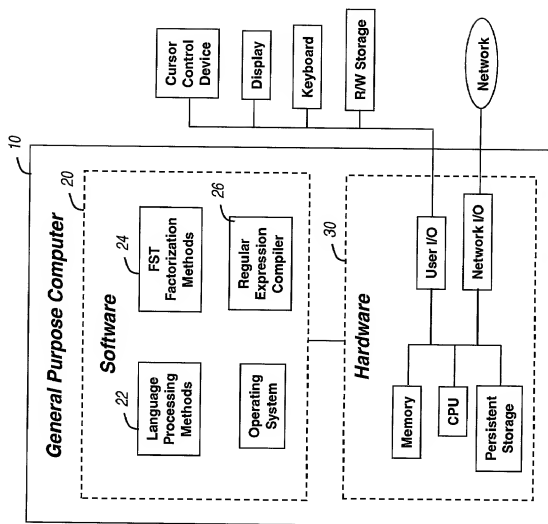 General Purpose Computer
10
Software
20
22
Language
Processing
Methods
24
FST
Factorization
Methods
Operating
System
26
Regular
Expression
Compiler
Hardware
30
Memory
CPU
Persistent
Storage
User I/O
Network I/O
Cursor
Control
Device
Display
Keyboard
R/W Storage
Network